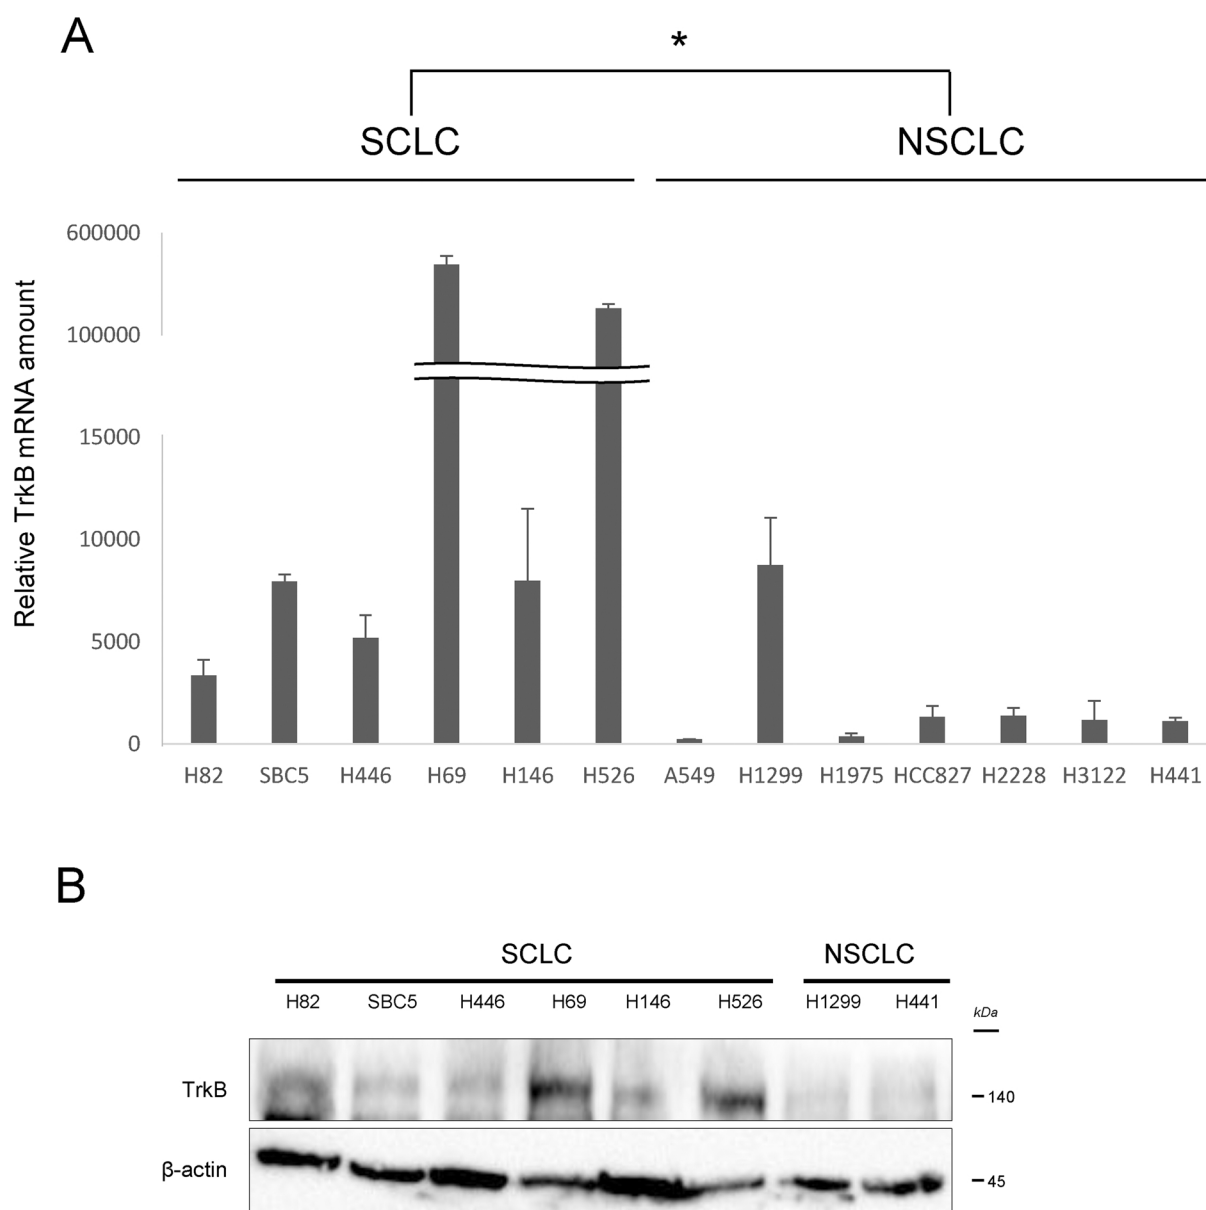 A
*
SCLC NSCLC
Relative TrkB mRNA amount
600000
100000
15000
10000
5000
0
H82 SBC5 H446 H69 H146 H526 A549 H1299 H1975 HCC827 H2228 H3122 H441
B
SCLC NSCLC
H82 SBC5 H446 H69 H146 H526 H1299 H441
kDa
TrkB 140
β-actin 45